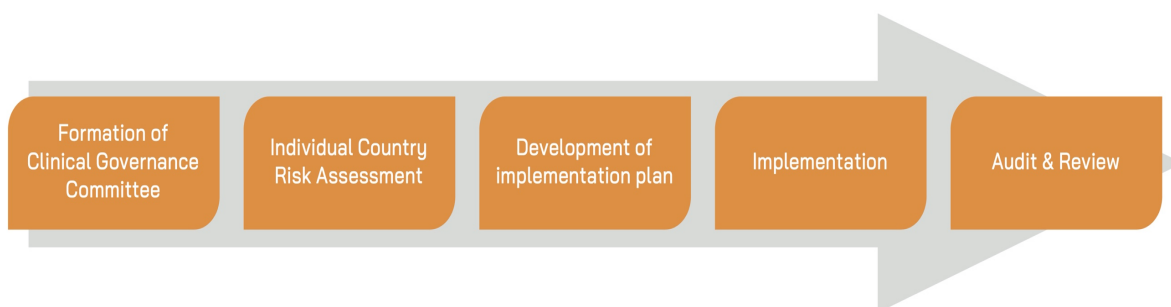 Formation of
Clinical Governance
Committee
Individual Country
Risk Assessment
Development of
implementation plan
Implementation
Audit & Review